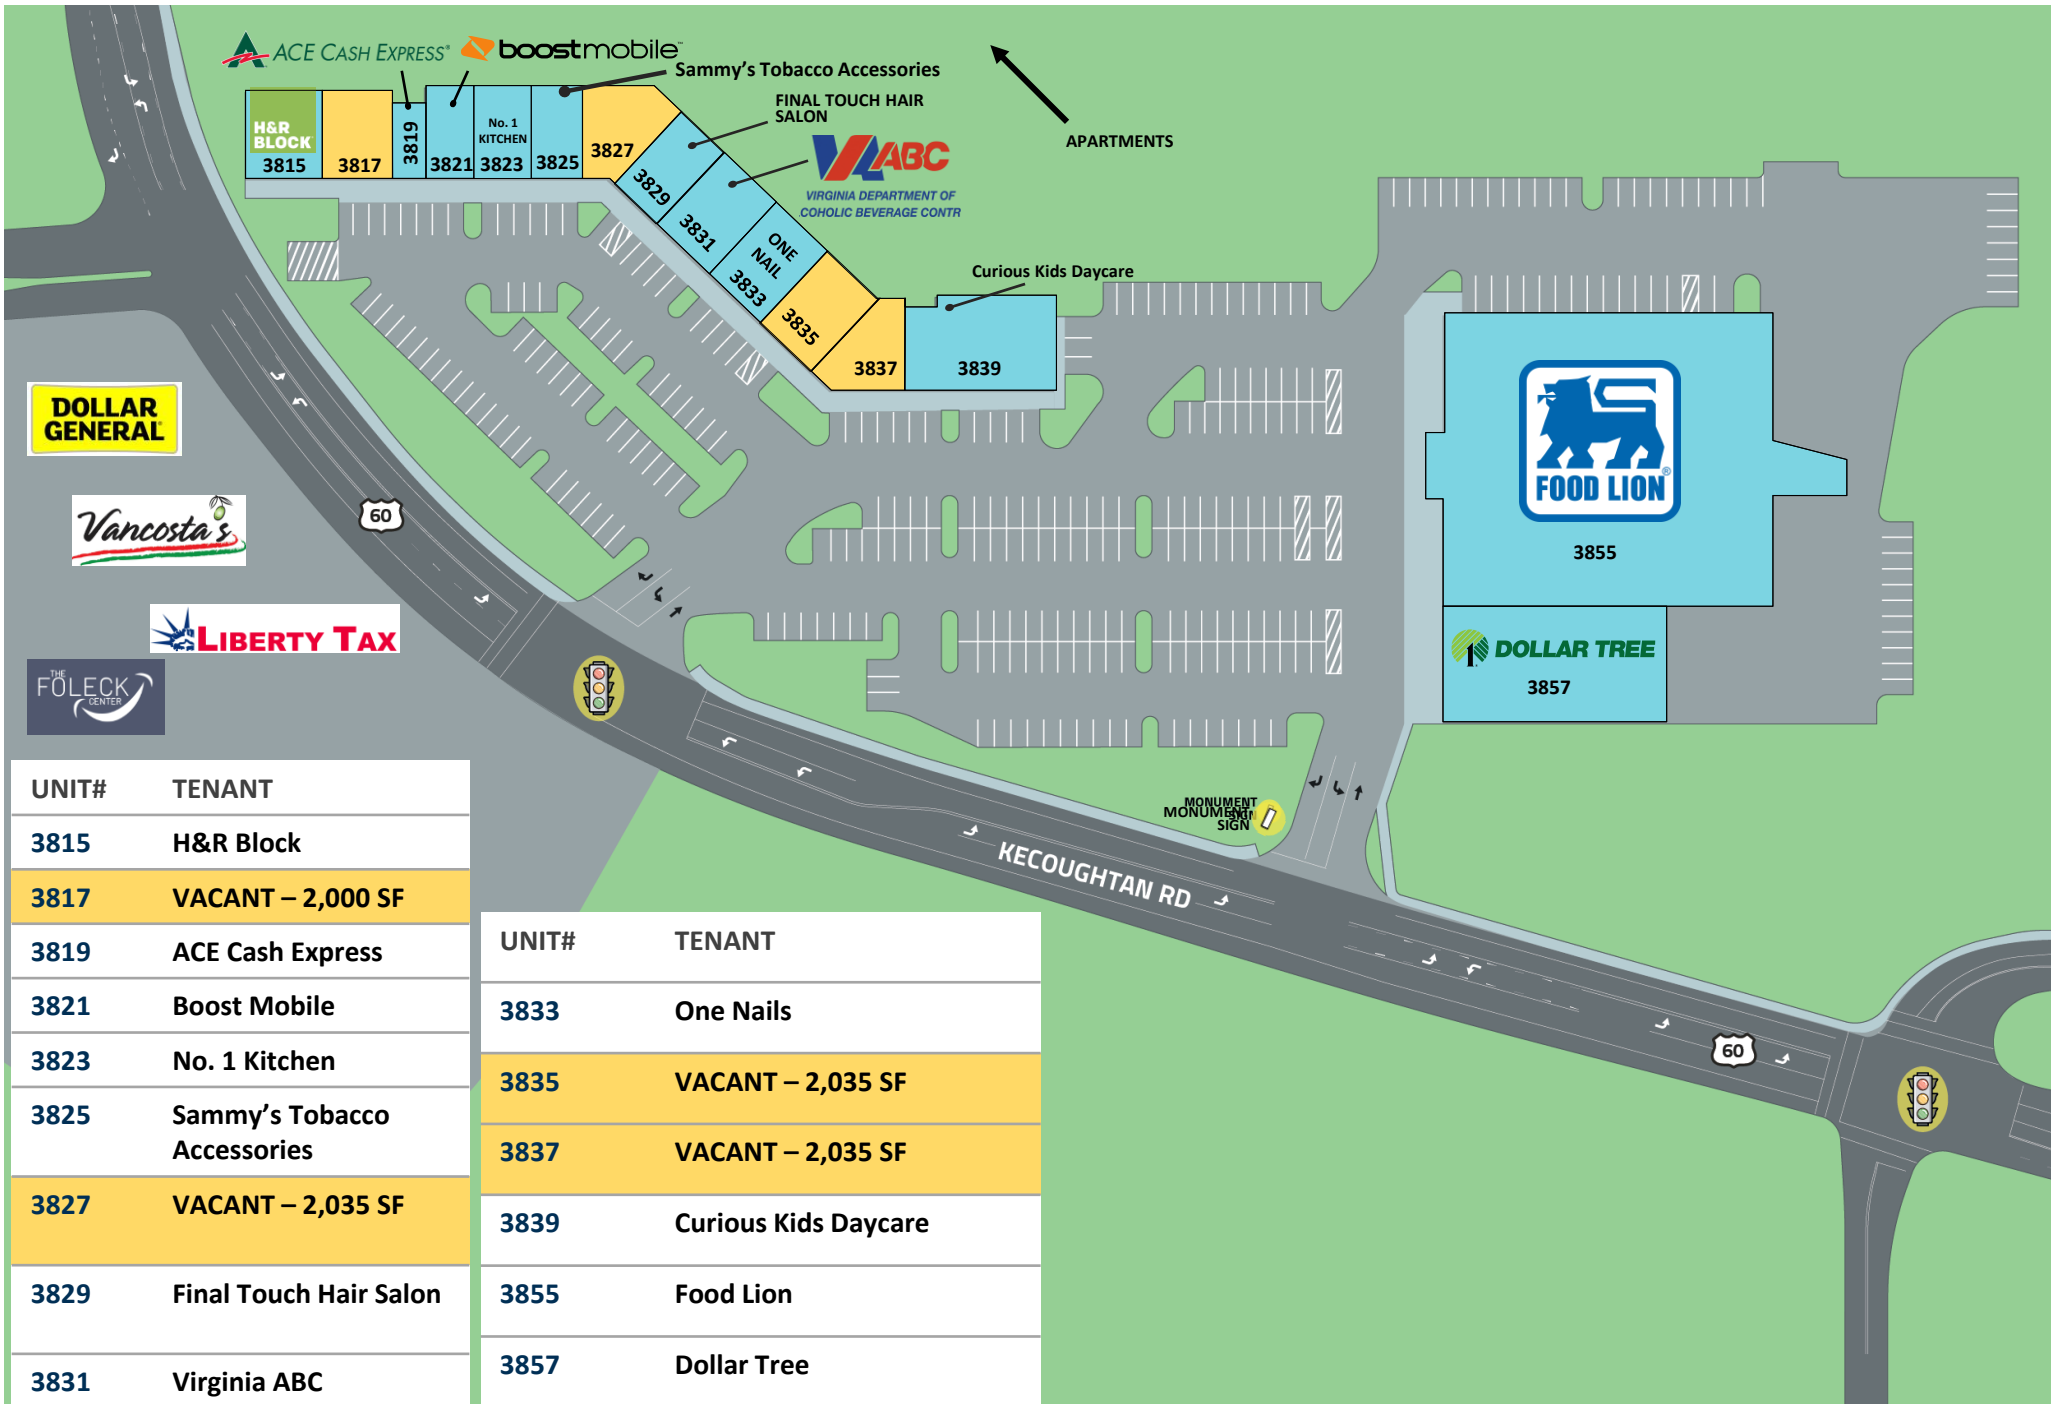 ACE CASH EXPRESS
boostmobile
Sammy's Tobacco Accessories
FINAL TOUCH HAIR
SALON
ABC
VIRGINIA DEPARTMENT OF
COHOLIC BEVERAGE CONTR
APARTMENTS
H&R
BLOCK
3815
3817
3819
3821
No. 1
KITCHEN
3823
3825
3827
3829
3831
ONE
NAIL
3833
3835
3837
Curious Kids Daycare
3839
FOOD LION
3855
DOLLAR TREE
3857
DOLLAR
GENERAL
Vancosta's
LIBERTY TAX
THE
FOLECK
CENTER
60
MONUMENT
SIGN
MONUMENT
SIGN
KECOUGHTAN RD
60
UNIT# TENANT
3815 H&R Block
3817 VACANT – 2,000 SF
3819 ACE Cash Express
3821 Boost Mobile
3823 No. 1 Kitchen
3825 Sammy's Tobacco
Accessories
3827 VACANT – 2,035 SF
3829 Final Touch Hair Salon
3831 Virginia ABC
UNIT# TENANT
3833 One Nails
3835 VACANT – 2,035 SF
3837 VACANT – 2,035 SF
3839 Curious Kids Daycare
3855 Food Lion
3857 Dollar Tree